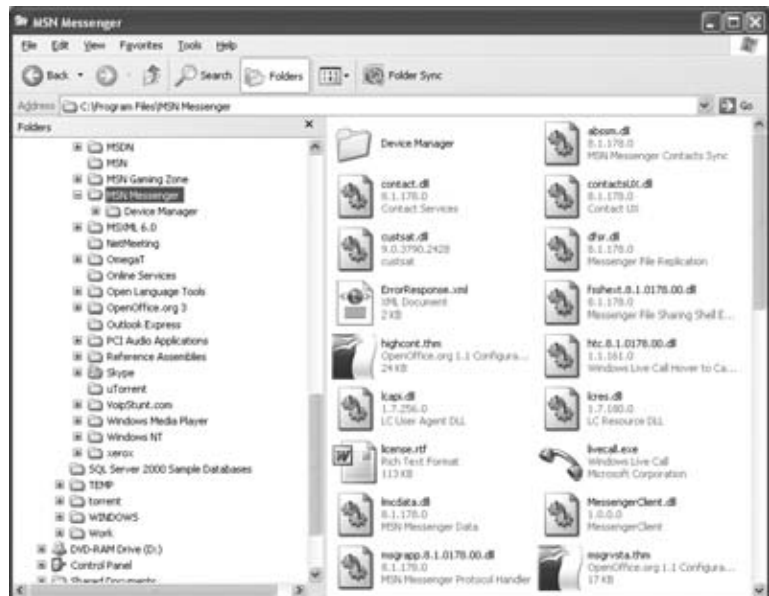 MSN Messenger
File Edit View Favorites Tools Help
Back Search Folders Folder Sync
Address C:\Program Files\MSN Messenger Go
Folders
MSDN
MSN
MSN Gaming Zone
MSN Messenger
Device Manager
MSXML 6.0
NetMeeting
OmegaT
Online Services
Open Language Tools
OpenOffice.org 3
Outlook Express
PCI Audio Applications
Reference Assemblies
Skype
uTorrent
VoipStunt.com
Windows Media Player
Windows NT
xerox
SQL Server 2000 Sample Databases
TEMP
torrent
WINDOWS
Work
DVD-RAM Drive (D:)
Control Panel
Shared Documents
Device Manager
abssm.dll
8.1.178.0
MSN Messenger Contacts Sync
contact.dll
8.1.178.0
Contact Services
contactsUX.dll
8.1.178.0
Contact UX
custsat.dll
9.0.3790.2428
custsat
dfsr.dll
8.1.178.0
Messenger File Replication
ErrorResponse.xml
XML Document
2 KB
fsshext.8.1.0178.00.dll
8.1.178.0
Messenger File Sharing Shell E...
highcont.thm
OpenOffice.org 1.1 Configura...
24 KB
htc.8.1.0178.00.dll
1.1.161.0
Windows Live Call Hover to Ca...
lcapi.dll
1.7.256.0
LC User Agent DLL
lcres.dll
1.7.180.0
LC Resource DLL
license.rtf
Rich Text Format
113 KB
livecall.exe
Windows Live Call
Microsoft Corporation
lmcdata.dll
8.1.178.0
MSN Messenger Data
MessengerClient.dll
1.0.0.0
MessengerClient
msgrapp.8.1.0178.00.dll
8.1.178.0
MSN Messenger Protocol Handler
msgrvsta.thm
OpenOffice.org 1.1 Configura...
17 KB